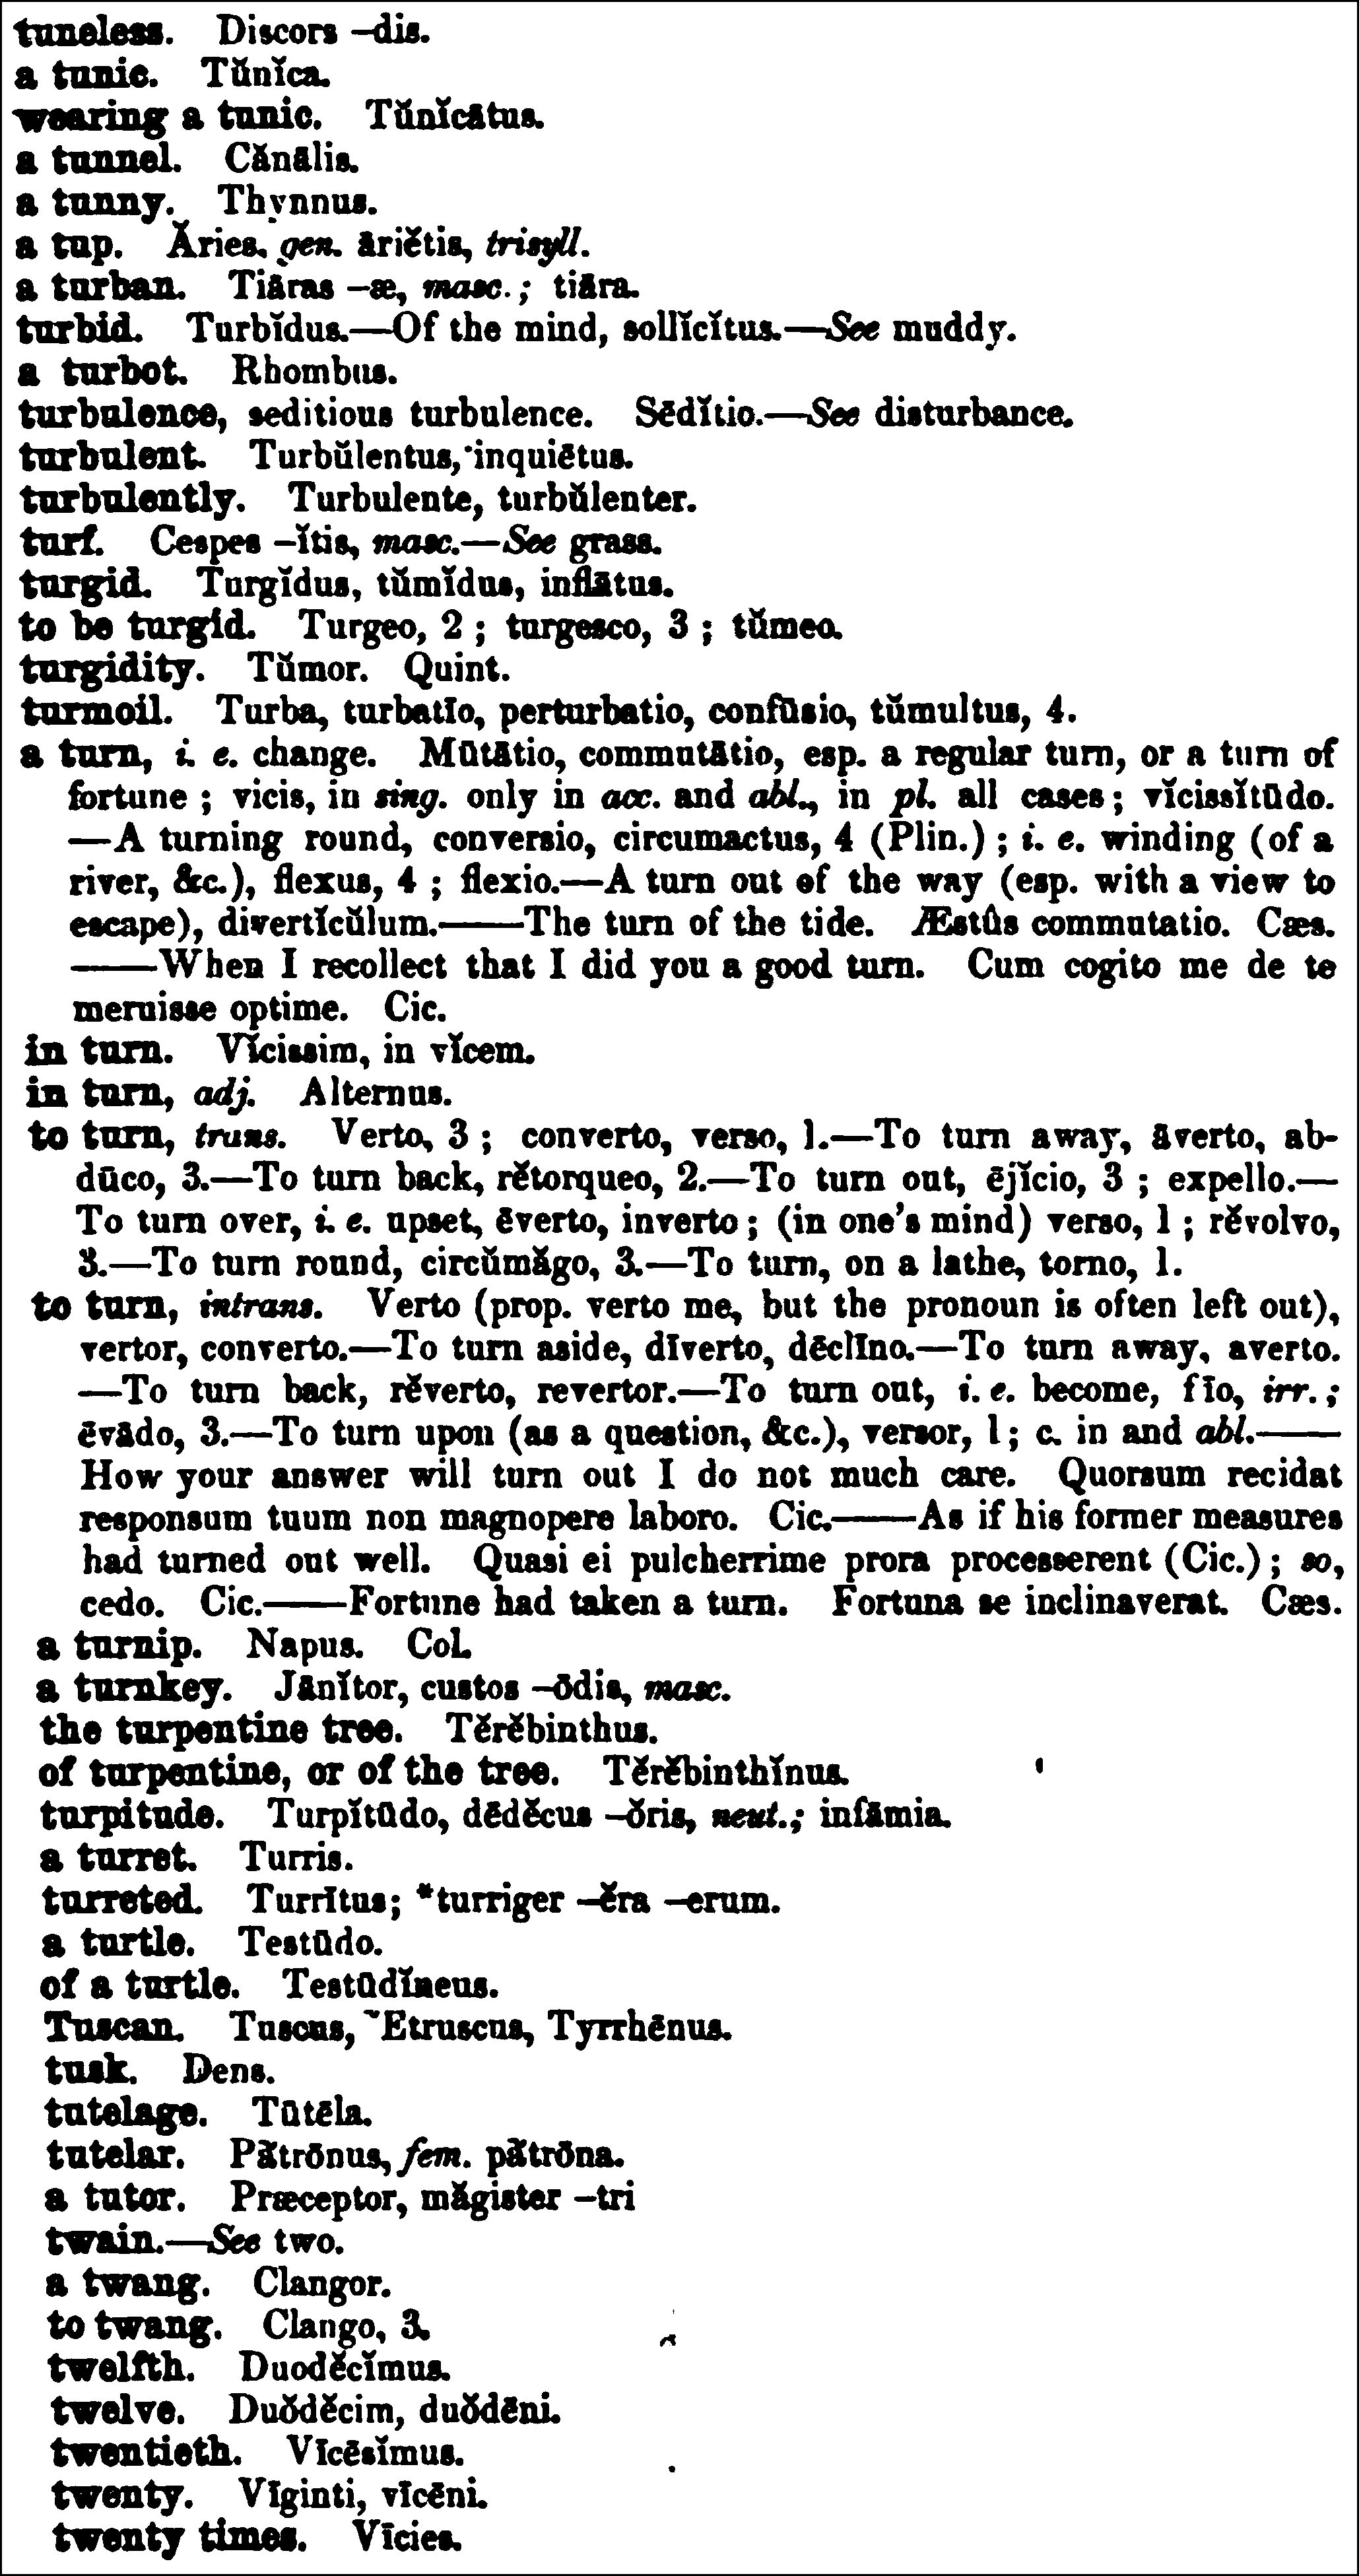 tuneless. Discors –dis.
a tunic. Tŭnĭca.
wearing a tunic. Tŭnĭcātus.
a tunnel. Cănālis.
a tunny. Thynnus.
a tup. Ăries, gen. āriĕtis, trisyll.
a turban. Tiāras –æ, masc.; tiāra.
turbid. Turbĭdus.—Of the mind, sollĭcĭtus.—See muddy.
a turbot. Rhombus.
turbulence, seditious turbulence. Sēdĭtio.—See disturbance.
turbulent. Turbŭlentus, inquiētus.
turbulently. Turbulente, turbŭlenter.
turf. Cespes –ĭtis, masc.—See grass.
turgid. Turgĭdus, tŭmĭdus, inflātus.
to be turgid. Turgeo, 2; turgesco, 3; tŭmeo.
turgidity. Tŭmor. Quint.
turmoil. Turba, turbatīo, perturbatio, confūsio, tŭmultus, 4.
a turn, i. e. change. Mūtātio, commutātio, esp. a regular turn, or a turn of
fortune; vicis, in sing. only in acc. and abl., in pl. all cases; vĭcissĭtūdo.
—A turning round, conversio, circumactus, 4 (Plin.); i. e. winding (of a
river, &c.), flexus, 4; flexio.—A turn out of the way (esp. with a view to
escape), divertĭcŭlum.——The turn of the tide. Æstûs commutatio. Cæs.
——When I recollect that I did you a good turn. Cum cogito me de te
meruisse optime. Cic.
in turn. Vĭcissim, in vĭcem.
in turn, adj. Alternus.
to turn, trans. Verto, 3; converto, verso, 1.—To turn away, āverto, ab-
dūco, 3.—To turn back, rĕtorqueo, 2.—To turn out, ējĭcio, 3; expello.—
To turn over, i. e. upset, ēverto, inverto; (in one's mind) verso, 1; rĕvolvo,
3.—To turn round, circŭmăgo, 3.—To turn, on a lathe, torno, 1.
to turn, intrans. Verto (prop. verto me, but the pronoun is often left out),
vertor, converto.—To turn aside, dīverto, dēclīno.—To turn away, averto.
—To turn back, rĕverto, revertor.—To turn out, i. e. become, fīo, irr.;
ēvādo, 3.—To turn upon (as a question, &c.), versor, 1; c. in and abl.——
How your answer will turn out I do not much care. Quorsum recidat
responsum tuum non magnopere laboro. Cic.——As if his former measures
had turned out well. Quasi ei pulcherrime prora processerent (Cic.); so,
cedo. Cic.——Fortune had taken a turn. Fortuna se inclinaverat. Cæs.
a turnip. Napus. Col.
a turnkey. Jānĭtor, custos –ōdis, masc.
the turpentine tree. Tĕrĕbinthus.
of turpentine, or of the tree. Tĕrĕbinthĭnus.
turpitude. Turpĭtūdo, dēdĕcus –ŏris, neut.; infāmia.
a turret. Turris.
turreted. Turrītus; *turriger –ĕra –erum.
a turtle. Testūdo.
of a turtle. Testūdĭneus.
Tuscan. Tuscus, ˘Etruscus, Tyrrhēnus.
tusk. Dens.
tutelage. Tūtēla.
tutelar. Pătrōnus, fem. pătrōna.
a tutor. Præceptor, măgister –tri
twain.—See two.
a twang. Clangor.
to twang. Clango, 3.
twelfth. Duodĕcĭmus.
twelve. Duŏdĕcim, duŏdēni.
twentieth. Vīcēsĭmus.
twenty. Vīginti, vīcēni.
twenty times. Vīcies.